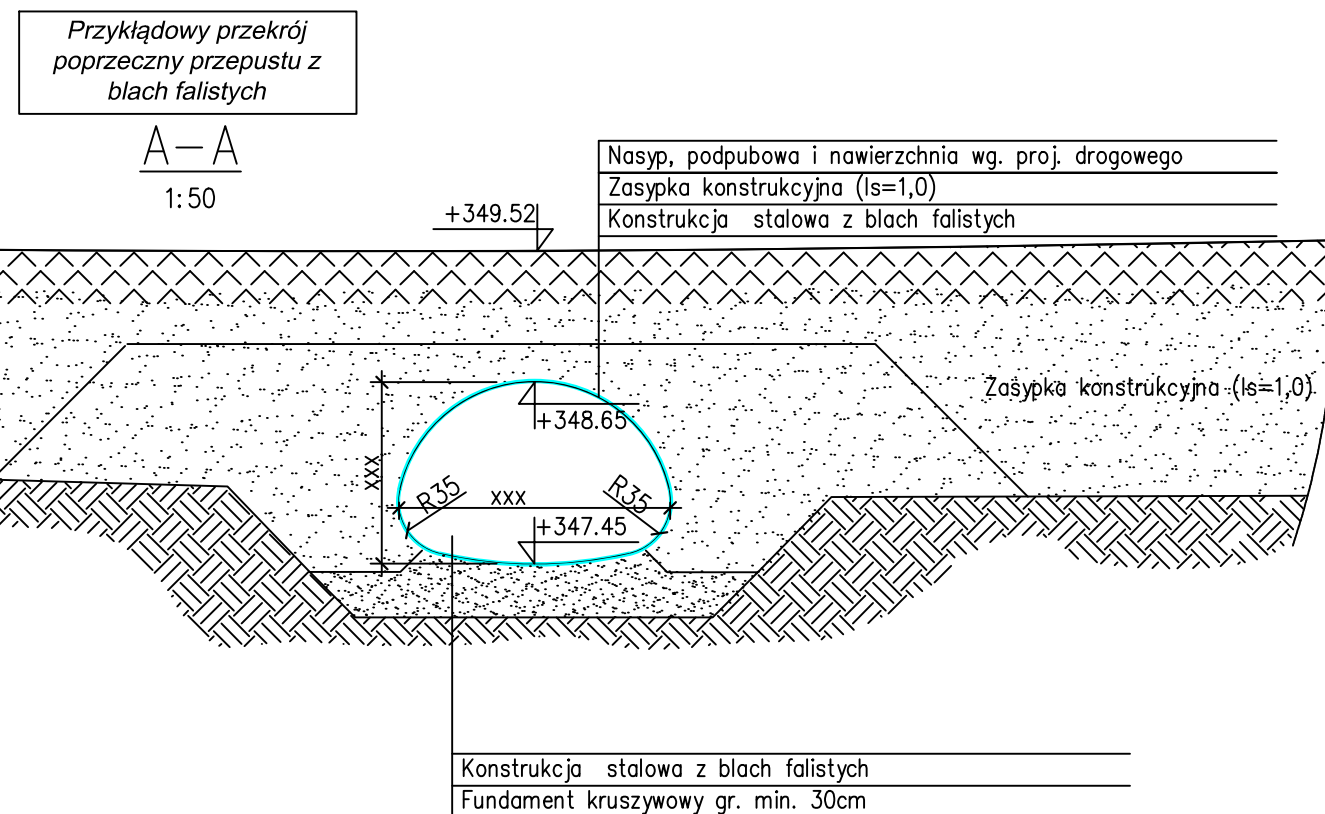 Przykłądowy przekrój
poprzeczny przepustu z
blach falistych
A-A
1:50
+349.52
Nasyp, podpubowa i nawierzchnia wg. proj. drogowego
Zasypka konstrukcyjna (Is=1,0)
Konstrukcja stalowa z blach falistych
Zasypka konstrukcyjna (Is=1,0)
+348.65
xxx
R35
xxx
R35
+347.45
Konstrukcja stalowa z blach falistych
Fundament kruszywowy gr. min. 30cm